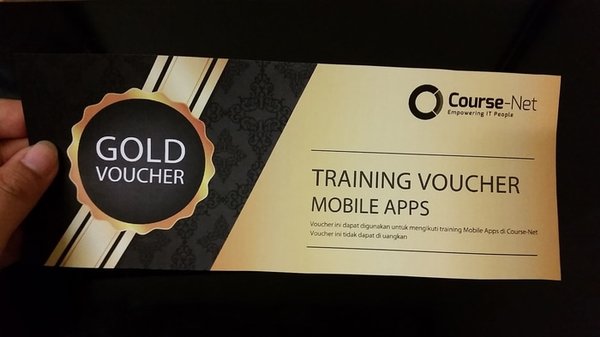 GOLD
VOUCHER
Course-Net
Empowering IT People
TRAINING VOUCHER
MOBILE APPS
Voucher ini dapat digunakan untuk mengikuti training Mobile Apps di Course-Net
Voucher ini tidak dapat di uangkan